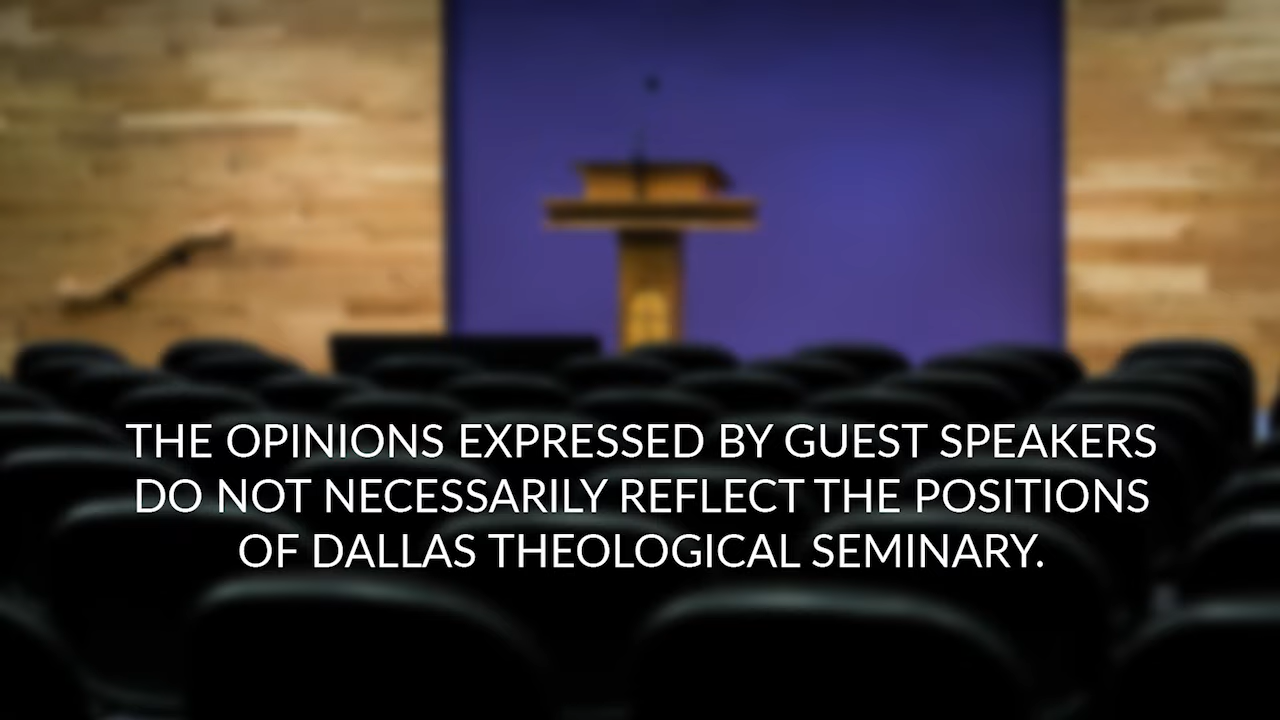 THE OPINIONS EXPRESSED BY GUEST SPEAKERS
DO NOT NECESSARILY REFLECT THE POSITIONS
OF DALLAS THEOLOGICAL SEMINARY.